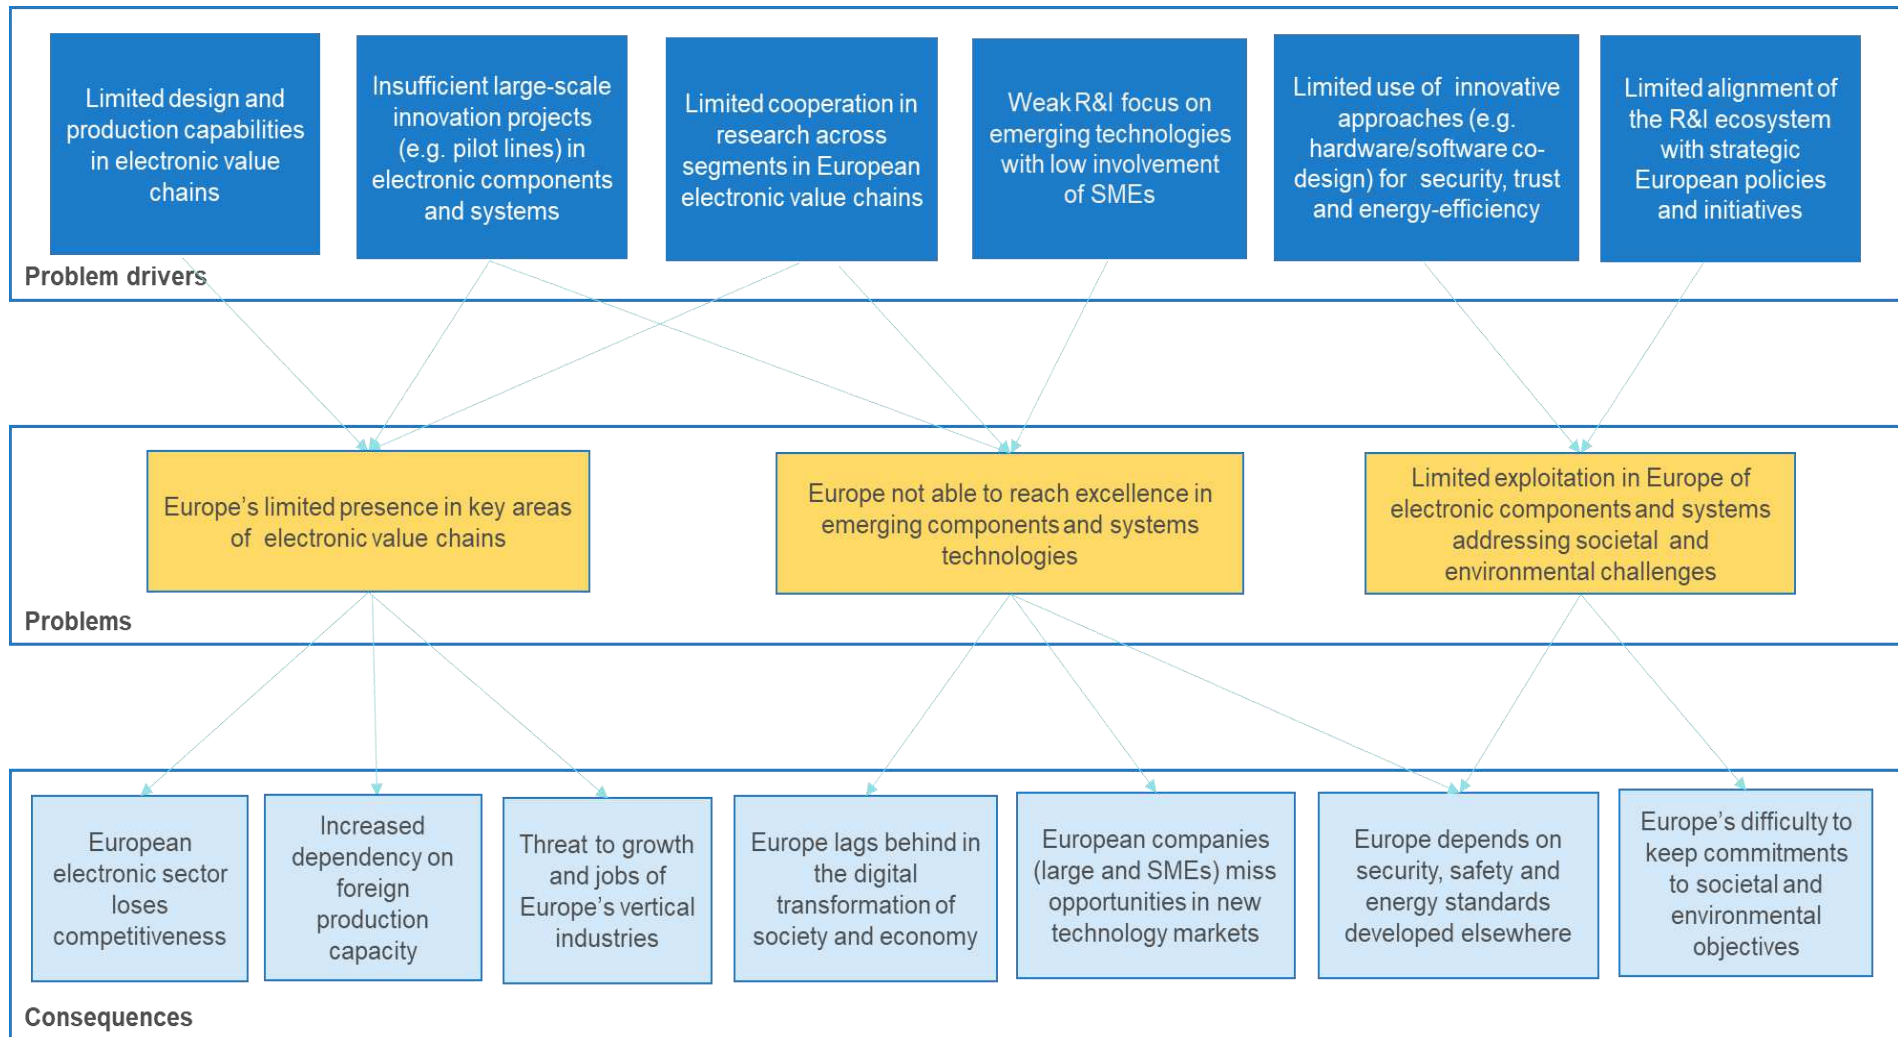 Limited design and
production capabilities
in electronic value
chains
Insufficient large-scale
innovation projects
(e.g. pilot lines) in
electronic components
and systems
Limited cooperation in
research across
segments in European
electronic value chains
Weak R&I focus on
emerging technologies
with low involvement
of SMEs
Limited use of innovative
approaches (e.g.
hardware/software co-
design) for security, trust
and energy-efficiency
Limited alignment of
the R&I ecosystem
with strategic
European policies
and initiatives
Problem drivers
Europe’s limited presence in key areas
of electronic value chains
Europe not able to reach excellence in
emerging components and systems
technologies
Limited exploitation in Europe of
electronic components and systems
addressing societal and
environmental challenges
Problems
European
electronic sector
loses
competitiveness
Increased
dependency on
foreign
production
capacity
Threat to growth
and jobs of
Europe’s vertical
industries
Europe lags behind in
the digital
transformation of
society and economy
European companies
(large and SMEs) miss
opportunities in new
technology markets
Europe depends on
security, safety and
energy standards
developed elsewhere
Europe’s difficulty to
keep commitments
to societal and
environmental
objectives
Consequences